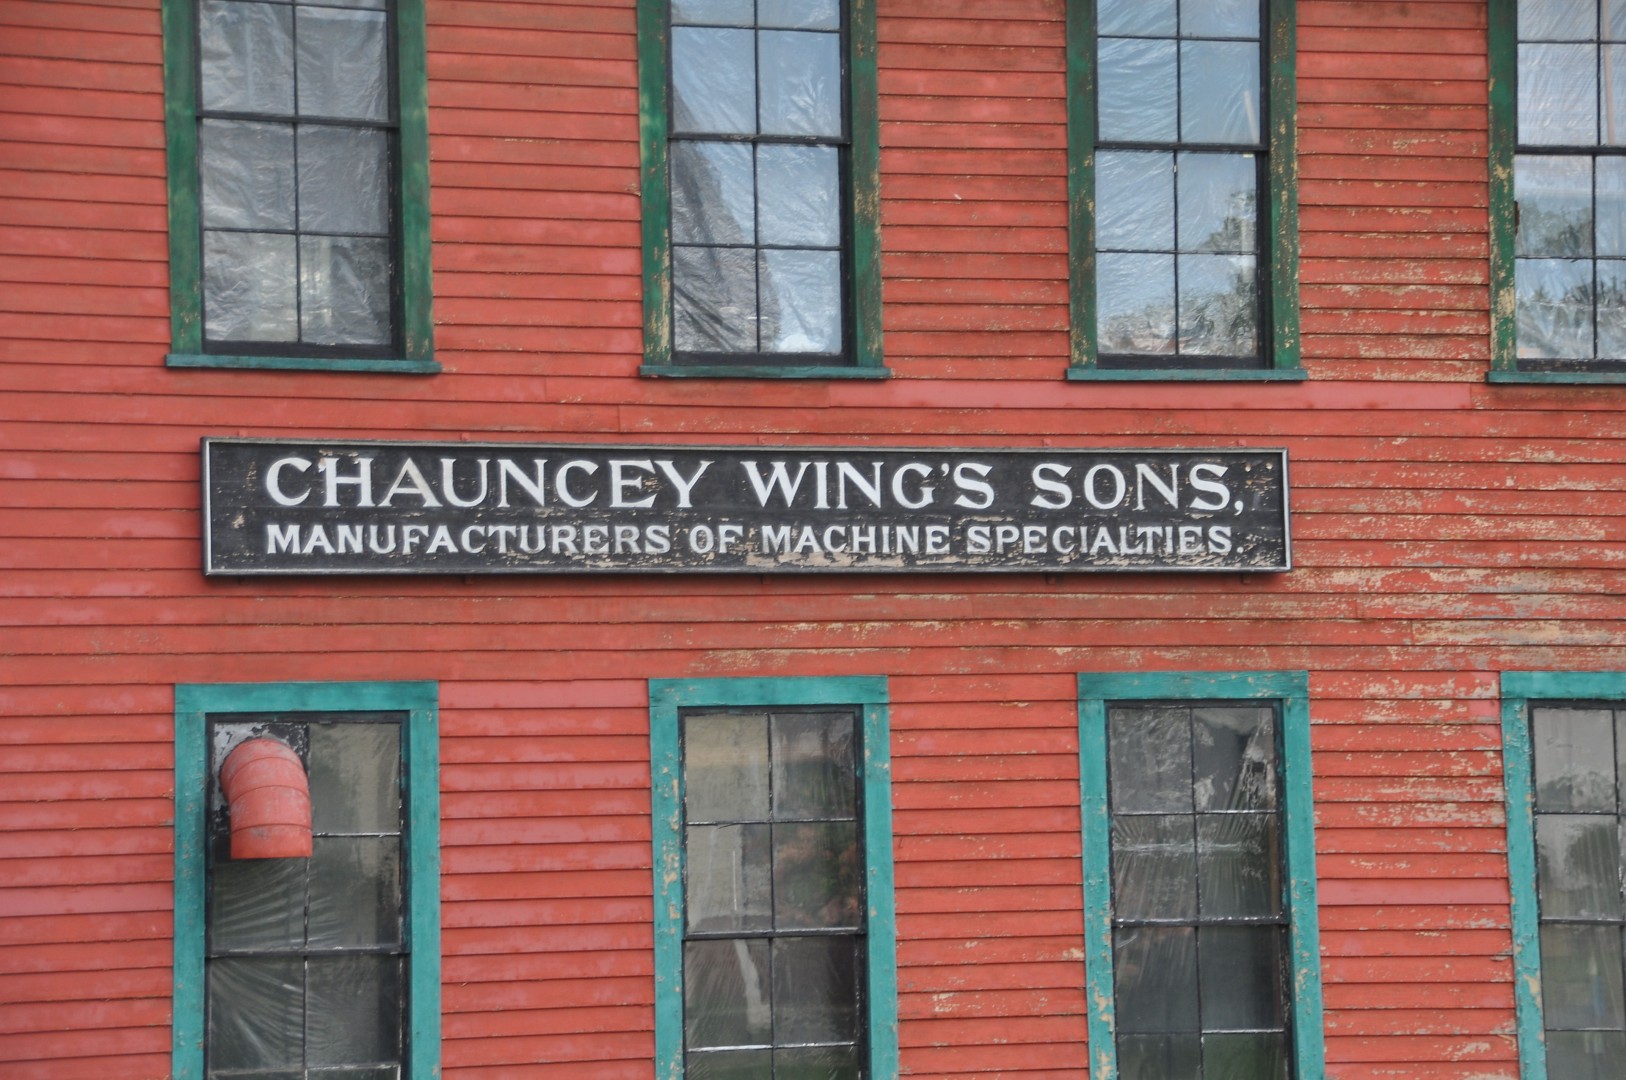 CHAUNCEY WING'S SONS,
MANUFACTURERS OF MACHINE SPECIALTIES.